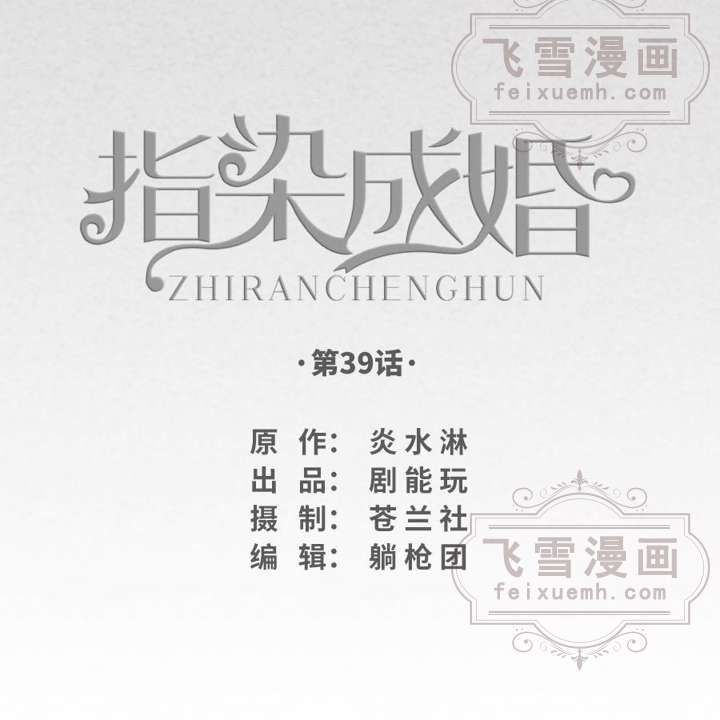 飞雪漫画
feixuemh.com
指染成婚
ZHIRANCHENGHUN
·第39话·
原 作： 炎水淋
出 品： 剧能玩
摄 制： 苍兰社
编 辑： 躺枪团
飞雪漫画
feixuemh.com